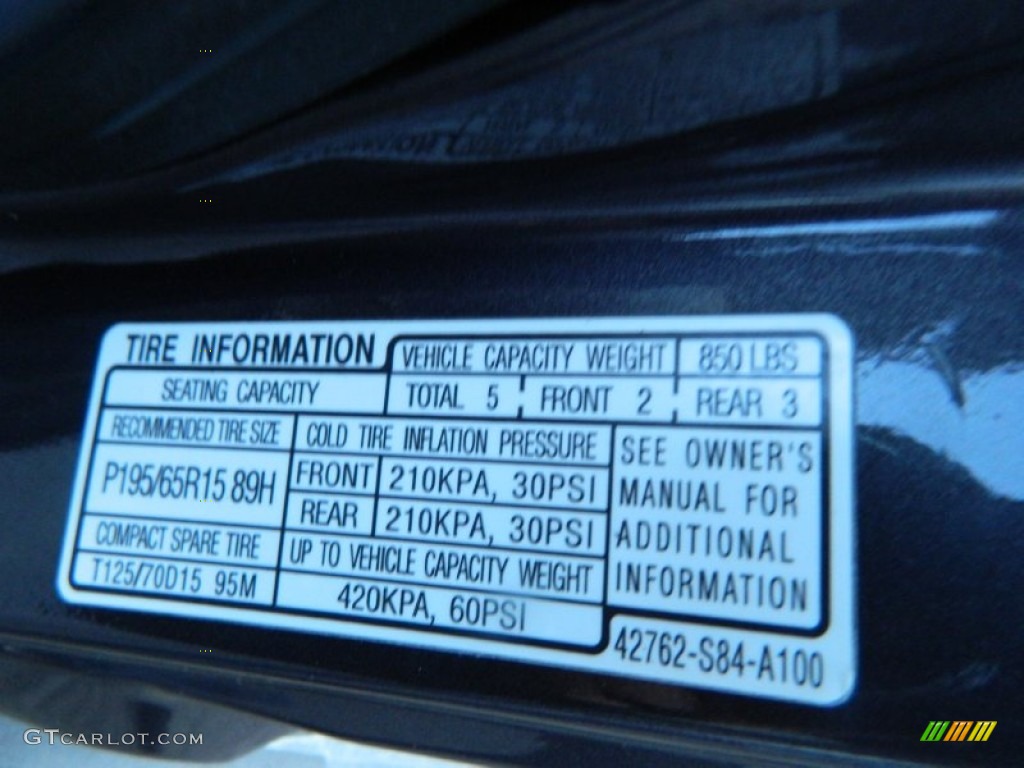 TIRE INFORMATION
VEHICLE CAPACITY WEIGHT 850 LBS
SEATING CAPACITY TOTAL 5 FRONT 2 REAR 3
RECOMMENDED TIRE SIZE
P195/65R15 89H
COMPACT SPARE TIRE
T125/70D15 95M
COLD TIRE INFLATION PRESSURE
FRONT 210KPA, 30PSI
REAR 210KPA, 30PSI
UP TO VEHICLE CAPACITY WEIGHT
420KPA, 60PSI
SEE OWNER'S
MANUAL FOR
ADDITIONAL
INFORMATION
42762-S84-A100
GTCARLOT.COM